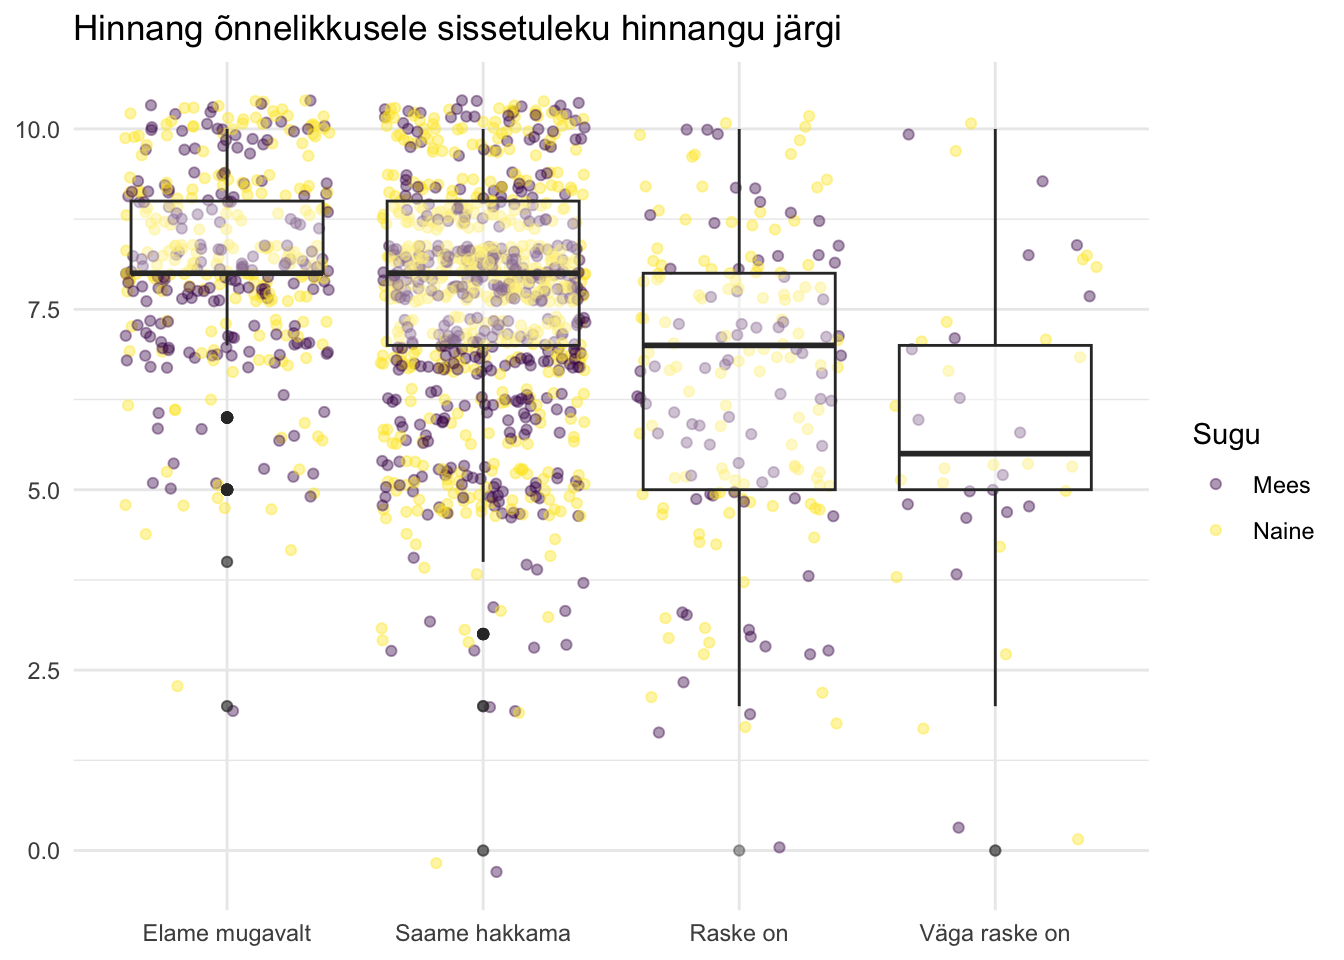 Hinnang õnnelikkusele sissetuleku hinnangu järgi
10.0
7.5
5.0
2.5
0.0
Elame mugavalt
Saame hakkama
Raske on
Väga raske on
Sugu
Mees
Naine